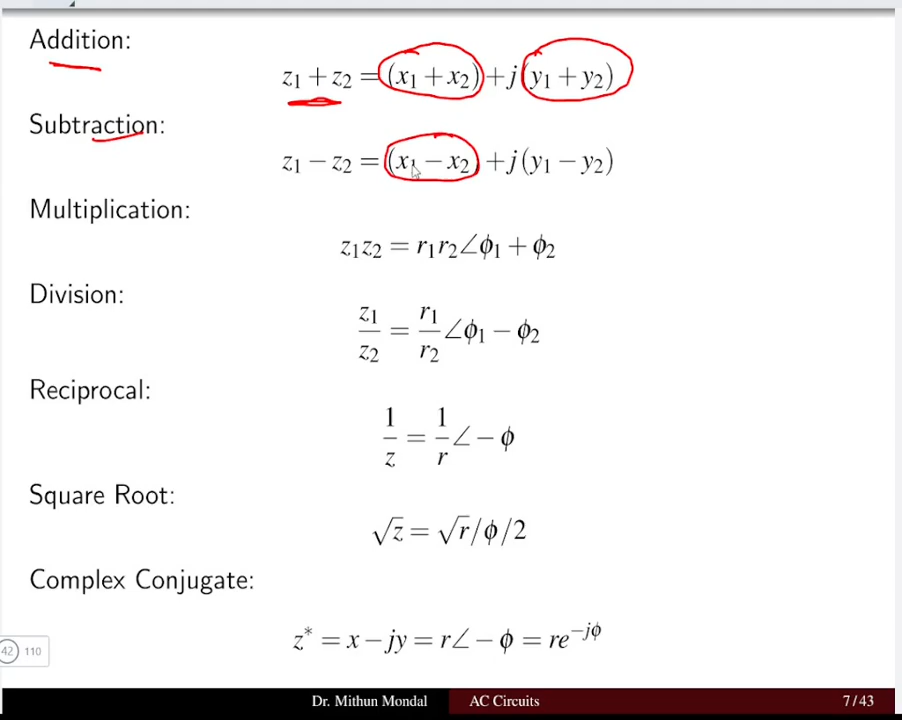 Addition:
z₁ + z₂ = (x₁ + x₂) + j(y₁ + y₂)
Subtraction:
z₁ − z₂ = (x₁ − x₂) + j(y₁ − y₂)
Multiplication:
z₁z₂ = r₁r₂∠ϕ₁ + ϕ₂
Division:
z₁/z₂ = r₁/r₂ ∠ϕ₁ − ϕ₂
Reciprocal:
1/z = 1/r ∠ − ϕ
Square Root:
√z = √r/ϕ/2
Complex Conjugate:
z* = x − jy = r∠ − ϕ = re^{−jϕ}
42 110
Dr. Mithun Mondal AC Circuits 7/43